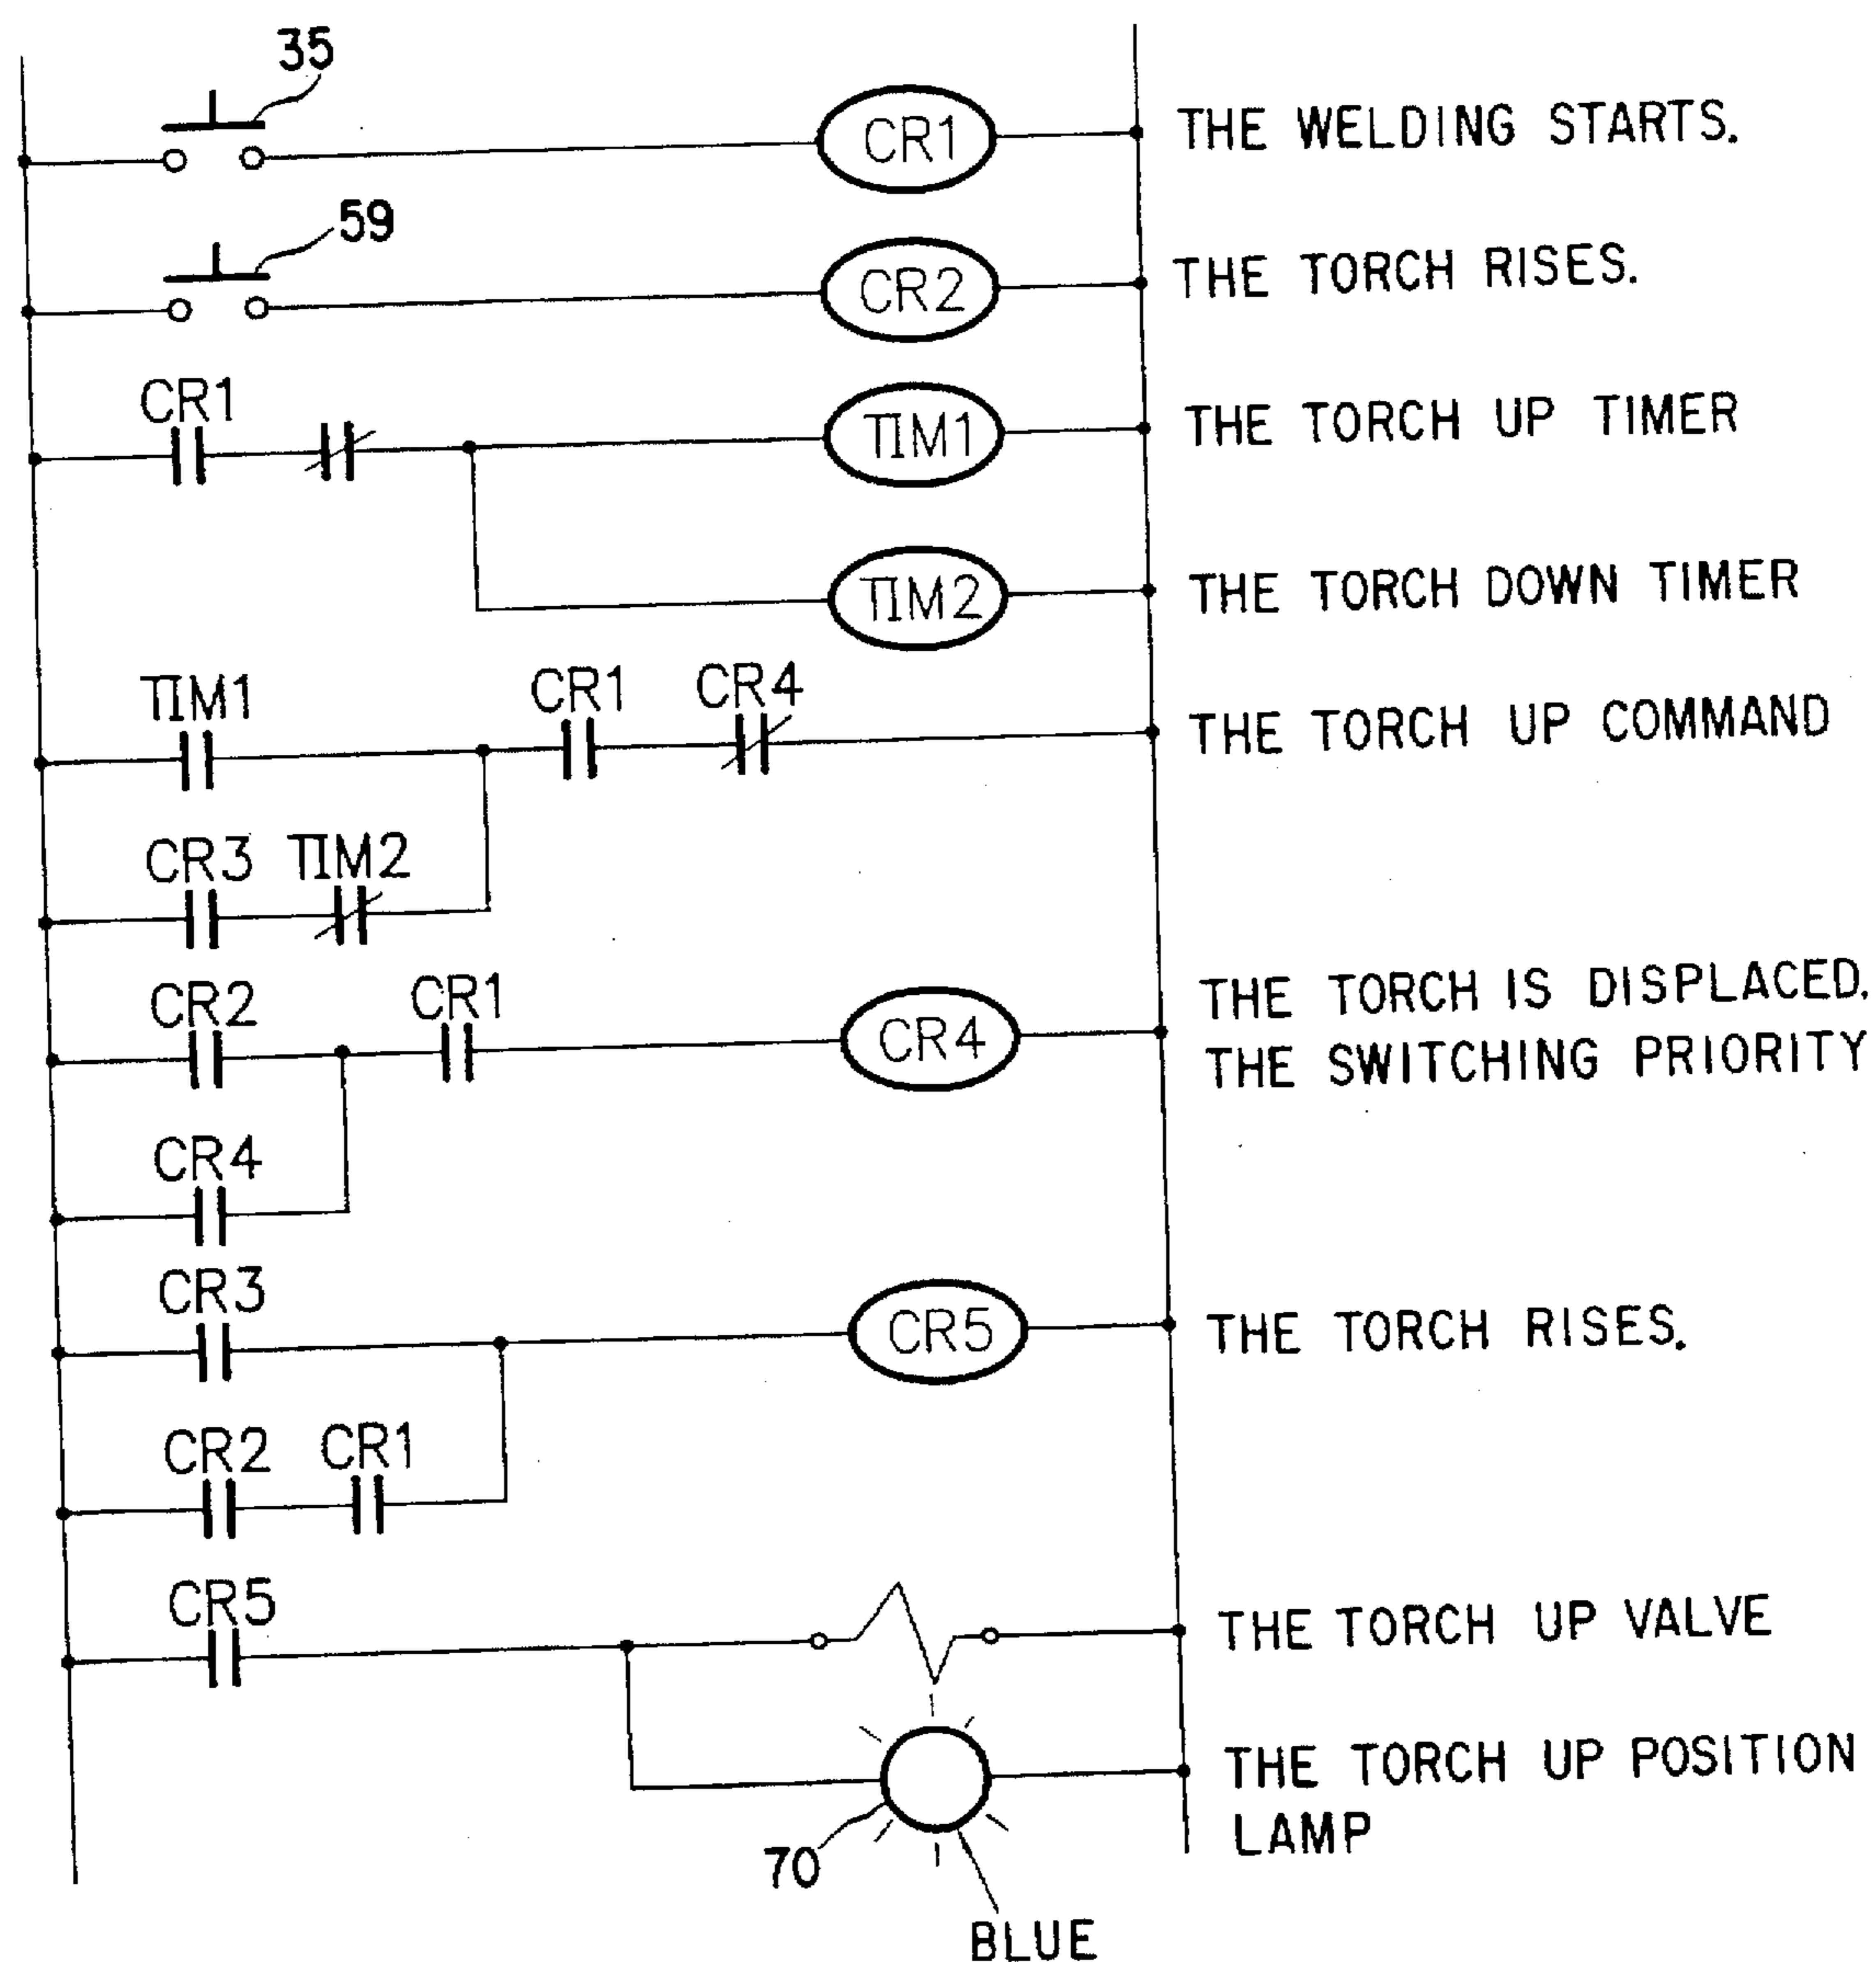 35
CR1 THE WELDING STARTS.
59
CR2 THE TORCH RISES.
CR1
TIM1 THE TORCH UP TIMER
TIM2 THE TORCH DOWN TIMER
TIM1 CR1 CR4 THE TORCH UP COMMAND
CR3 TIM2
CR2 CR1 CR4 THE TORCH IS DISPLACED.
THE SWITCHING PRIORITY
CR4
CR3 CR5 THE TORCH RISES.
CR2 CR1
CR5 THE TORCH UP VALVE
THE TORCH UP POSITION
LAMP
70
BLUE